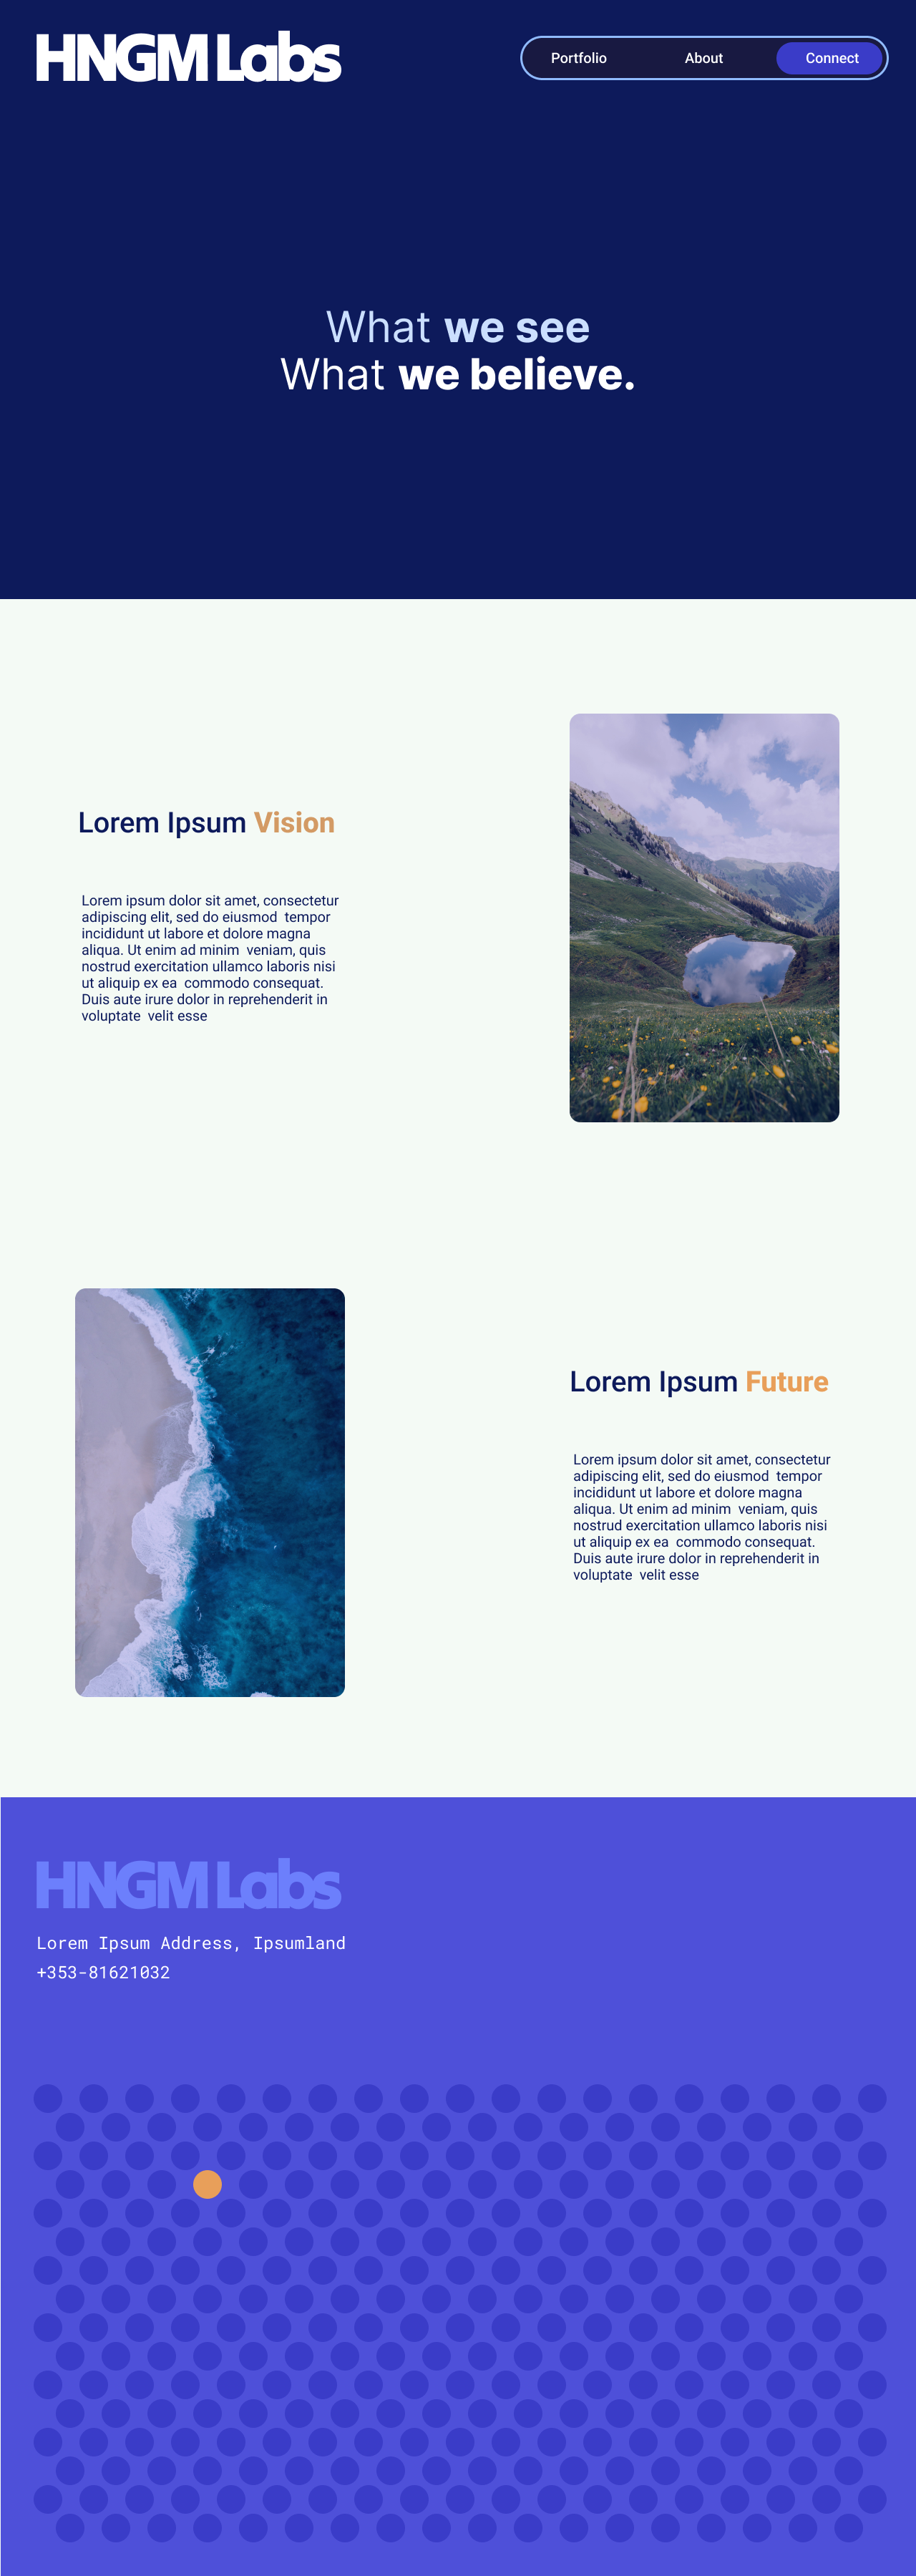 HNGM Labs
Portfolio About Connect
What we see
What we believe.
Lorem Ipsum Vision
Lorem ipsum dolor sit amet, consectetur
adipiscing elit, sed do eiusmod  tempor
incididunt ut labore et dolore magna
aliqua. Ut enim ad minim  veniam, quis
nostrud exercitation ullamco laboris nisi
ut aliquip ex ea  commodo consequat.
Duis aute irure dolor in reprehenderit in
voluptate  velit esse
Lorem Ipsum Future
Lorem ipsum dolor sit amet, consectetur
adipiscing elit, sed do eiusmod  tempor
incididunt ut labore et dolore magna
aliqua. Ut enim ad minim  veniam, quis
nostrud exercitation ullamco laboris nisi
ut aliquip ex ea  commodo consequat.
Duis aute irure dolor in reprehenderit in
voluptate  velit esse
HNGM Labs
Lorem Ipsum Address, Ipsumland
+353-81621032